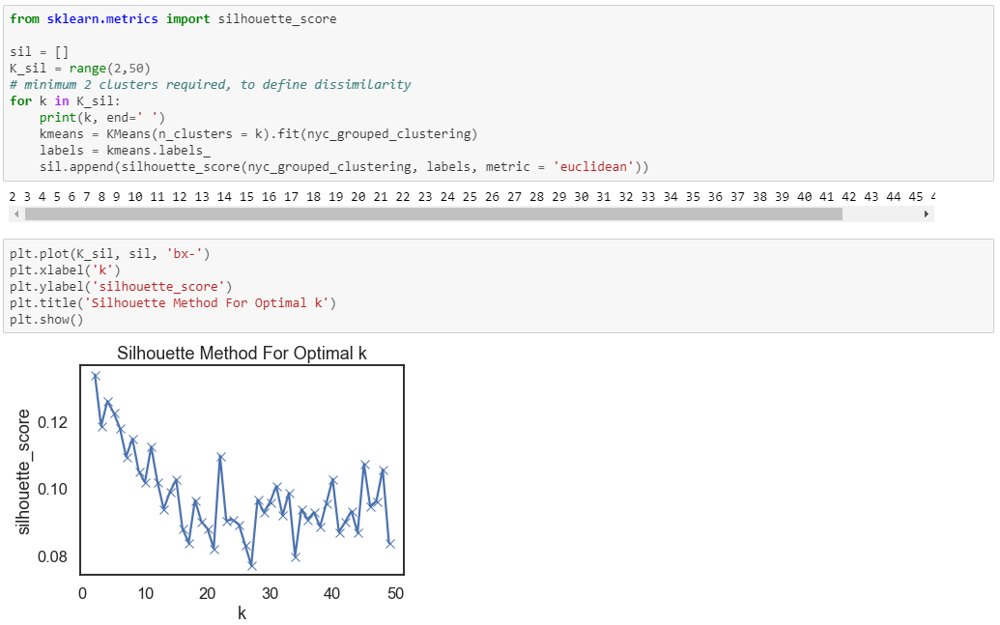 from sklearn.metrics import silhouette_score
sil = []
K_sil = range(2,50)
# minimum 2 clusters required, to define dissimilarity
for k in K_sil:
    print(k, end=' ')
    kmeans = KMeans(n_clusters = k).fit(nyc_grouped_clustering)
    labels = kmeans.labels_
    sil.append(silhouette_score(nyc_grouped_clustering, labels, metric = 'euclidean'))
2 3 4 5 6 7 8 9 10 11 12 13 14 15 16 17 18 19 20 21 22 23 24 25 26 27 28 29 30 31 32 33 34 35 36 37 38 39 40 41 42 43 44 45
plt.plot(K_sil, sil, 'bx-')
plt.xlabel('k')
plt.ylabel('silhouette_score')
plt.title('Silhouette Method For Optimal k')
plt.show()
Silhouette Method For Optimal k
silhouette_score
0.12
0.10
0.08
0 10 20 30 40 50
k